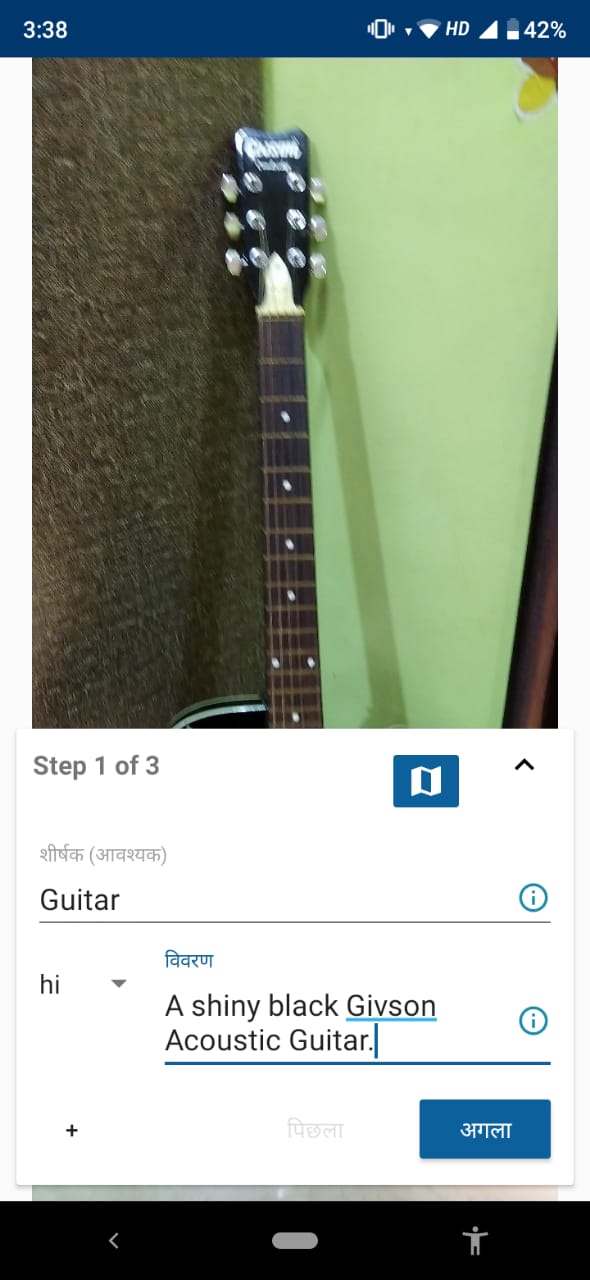 3:38 HD 42%
Step 1 of 3
शीर्षक (आवश्यक)
Guitar
hi
विवरण
A shiny black Givson
Acoustic Guitar.
+ पिछला अगला